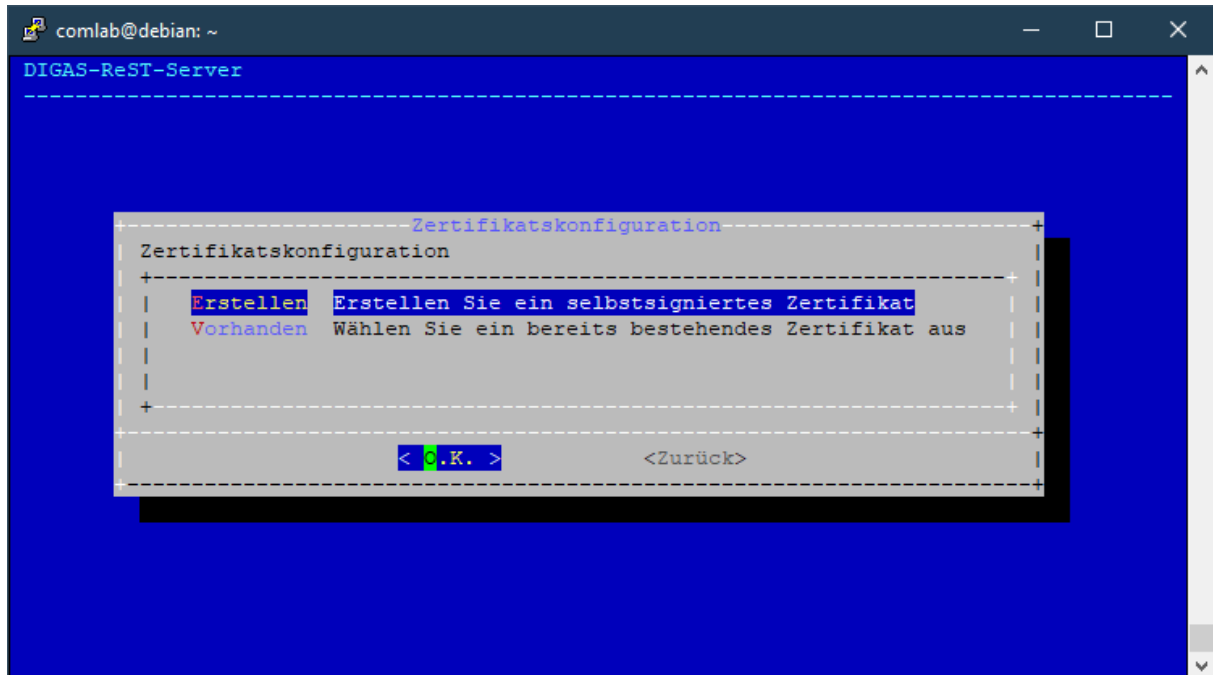 comlab@debian: ~
DIGAS-ReST-Server
Zertifikatskonfiguration
Zertifikatskonfiguration
Erstellen Erstellen Sie ein selbstsigniertes Zertifikat
Vorhanden Wählen Sie ein bereits bestehendes Zertifikat aus
< O.K. > <Zurück>